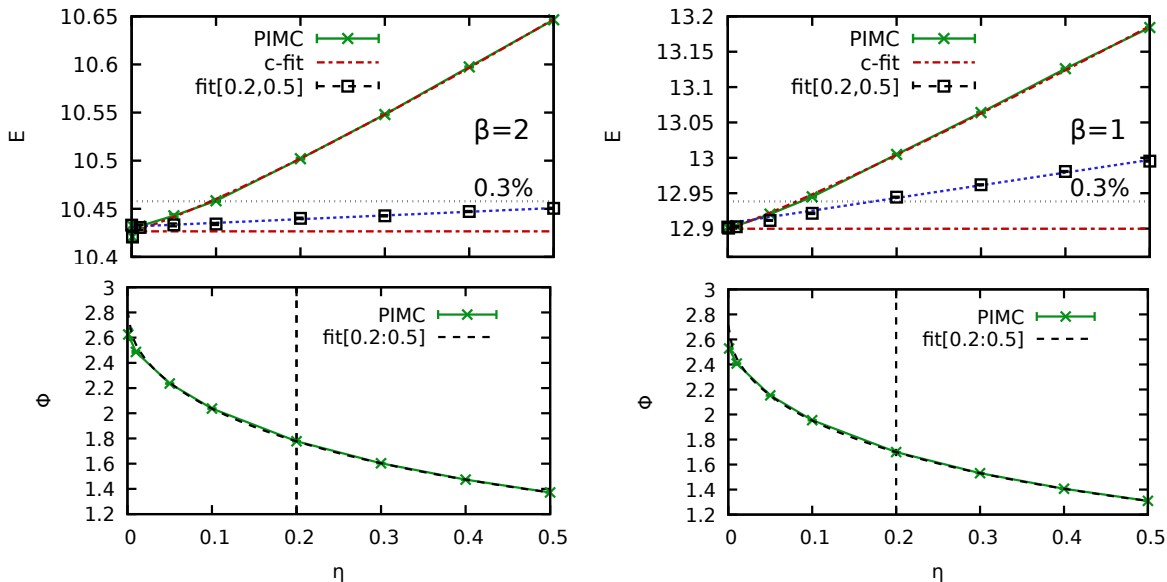 10.65
10.6
10.55
10.5
10.45
10.4
E
PIMC
c-fit
fit[0.2,0.5]
β=2
0.3%
13.2
13.15
13.1
13.05
13
12.95
12.9
E
PIMC
c-fit
fit[0.2,0.5]
β=1
0.3%
3
2.8
2.6
2.4
2.2
2
1.8
1.6
1.4
1.2
Φ
PIMC
fit[0.2:0.5]
0 0.1 0.2 0.3 0.4 0.5
η
3
2.8
2.6
2.4
2.2
2
1.8
1.6
1.4
1.2
Φ
PIMC
fit[0.2:0.5]
0 0.1 0.2 0.3 0.4 0.5
η